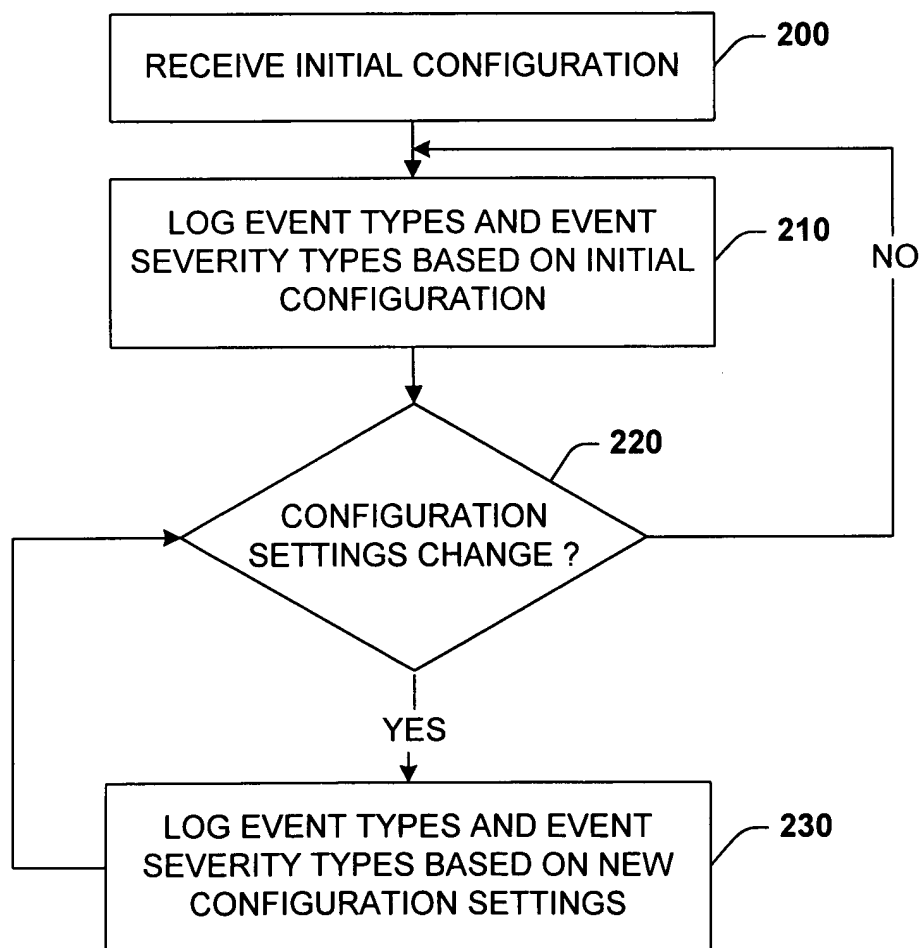 200
RECEIVE INITIAL CONFIGURATION
LOG EVENT TYPES AND EVENT
SEVERITY TYPES BASED ON INITIAL
CONFIGURATION
210
NO
220
CONFIGURATION
SETTINGS CHANGE ?
YES
LOG EVENT TYPES AND EVENT
SEVERITY TYPES BASED ON NEW
CONFIGURATION SETTINGS
230